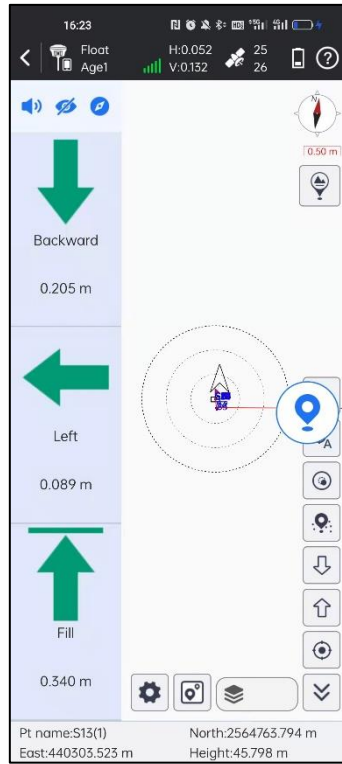 16:23
Float
Age1
H:0.052
V:0.132
25
26
N
0.50 m
Backward
0.205 m
Left
0.089 m
A
Fill
0.340 m
Pt name:S13(1)
North:2564763.794 m
East:440303.523 m
Height:45.798 m